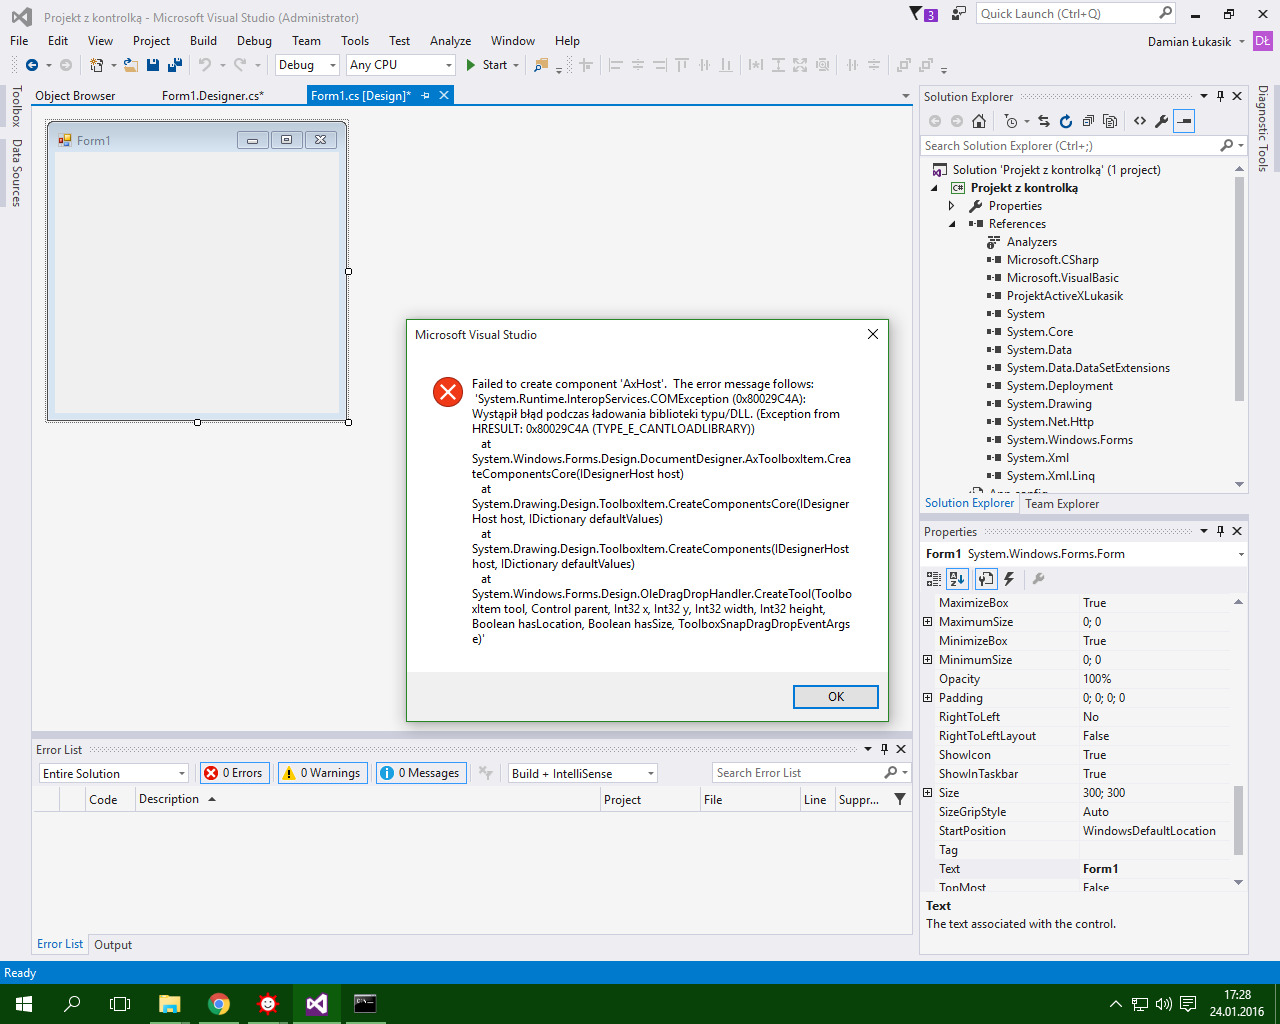 Projekt z kontrolką - Microsoft Visual Studio (Administrator)
3
Quick Launch (Ctrl+Q)
File Edit View Project Build Debug Team Tools Test Analyze Window Help
Damian Łukasik
DŁ
Debug
Any CPU
Start
Toolbox
Data Sources
Object Browser
Form1.Designer.cs*
Form1.cs [Design]*
Form1
Microsoft Visual Studio
Failed to create component 'AxHost'.  The error message follows:
'System.Runtime.InteropServices.COMException (0x80029C4A):
Wystąpił błąd podczas ładowania biblioteki typu/DLL. (Exception from
HRESULT: 0x80029C4A (TYPE_E_CANTLOADLIBRARY))
at
System.Windows.Forms.Design.DocumentDesigner.AxToolboxItem.Crea
teComponentsCore(IDesignerHost host)
at
System.Drawing.Design.ToolboxItem.CreateComponentsCore(IDesigner
Host host, IDictionary defaultValues)
at
System.Drawing.Design.ToolboxItem.CreateComponents(IDesignerHost
host, IDictionary defaultValues)
at
System.Windows.Forms.Design.OleDragDropHandler.CreateTool(Toolbo
xItem tool, Control parent, Int32 x, Int32 y, Int32 width, Int32 height,
Boolean hasLocation, Boolean hasSize, ToolboxSnapDragDropEventArgs
e)'
OK
Solution Explorer
Search Solution Explorer (Ctrl+;)
Solution 'Projekt z kontrolką' (1 project)
C# Projekt z kontrolką
Properties
References
Analyzers
Microsoft.CSharp
Microsoft.VisualBasic
ProjektActiveXLukasik
System
System.Core
System.Data
System.Data.DataSetExtensions
System.Deployment
System.Drawing
System.Net.Http
System.Windows.Forms
System.Xml
System.Xml.Linq
App.config
Solution Explorer
Team Explorer
Diagnostic Tools
Properties
Form1 System.Windows.Forms.Form
MaximizeBox True
MaximumSize 0; 0
MinimizeBox True
MinimumSize 0; 0
Opacity 100%
Padding 0; 0; 0; 0
RightToLeft No
RightToLeftLayout False
ShowIcon True
ShowInTaskbar True
Size 300; 300
SizeGripStyle Auto
StartPosition WindowsDefaultLocation
Tag
Text Form1
TopMost False
Text
The text associated with the control.
Error List
Entire Solution
0 Errors
0 Warnings
0 Messages
Build + IntelliSense
Search Error List
Code Description Project File Line Suppr...
Error List
Output
Ready
17:28
24.01.2016